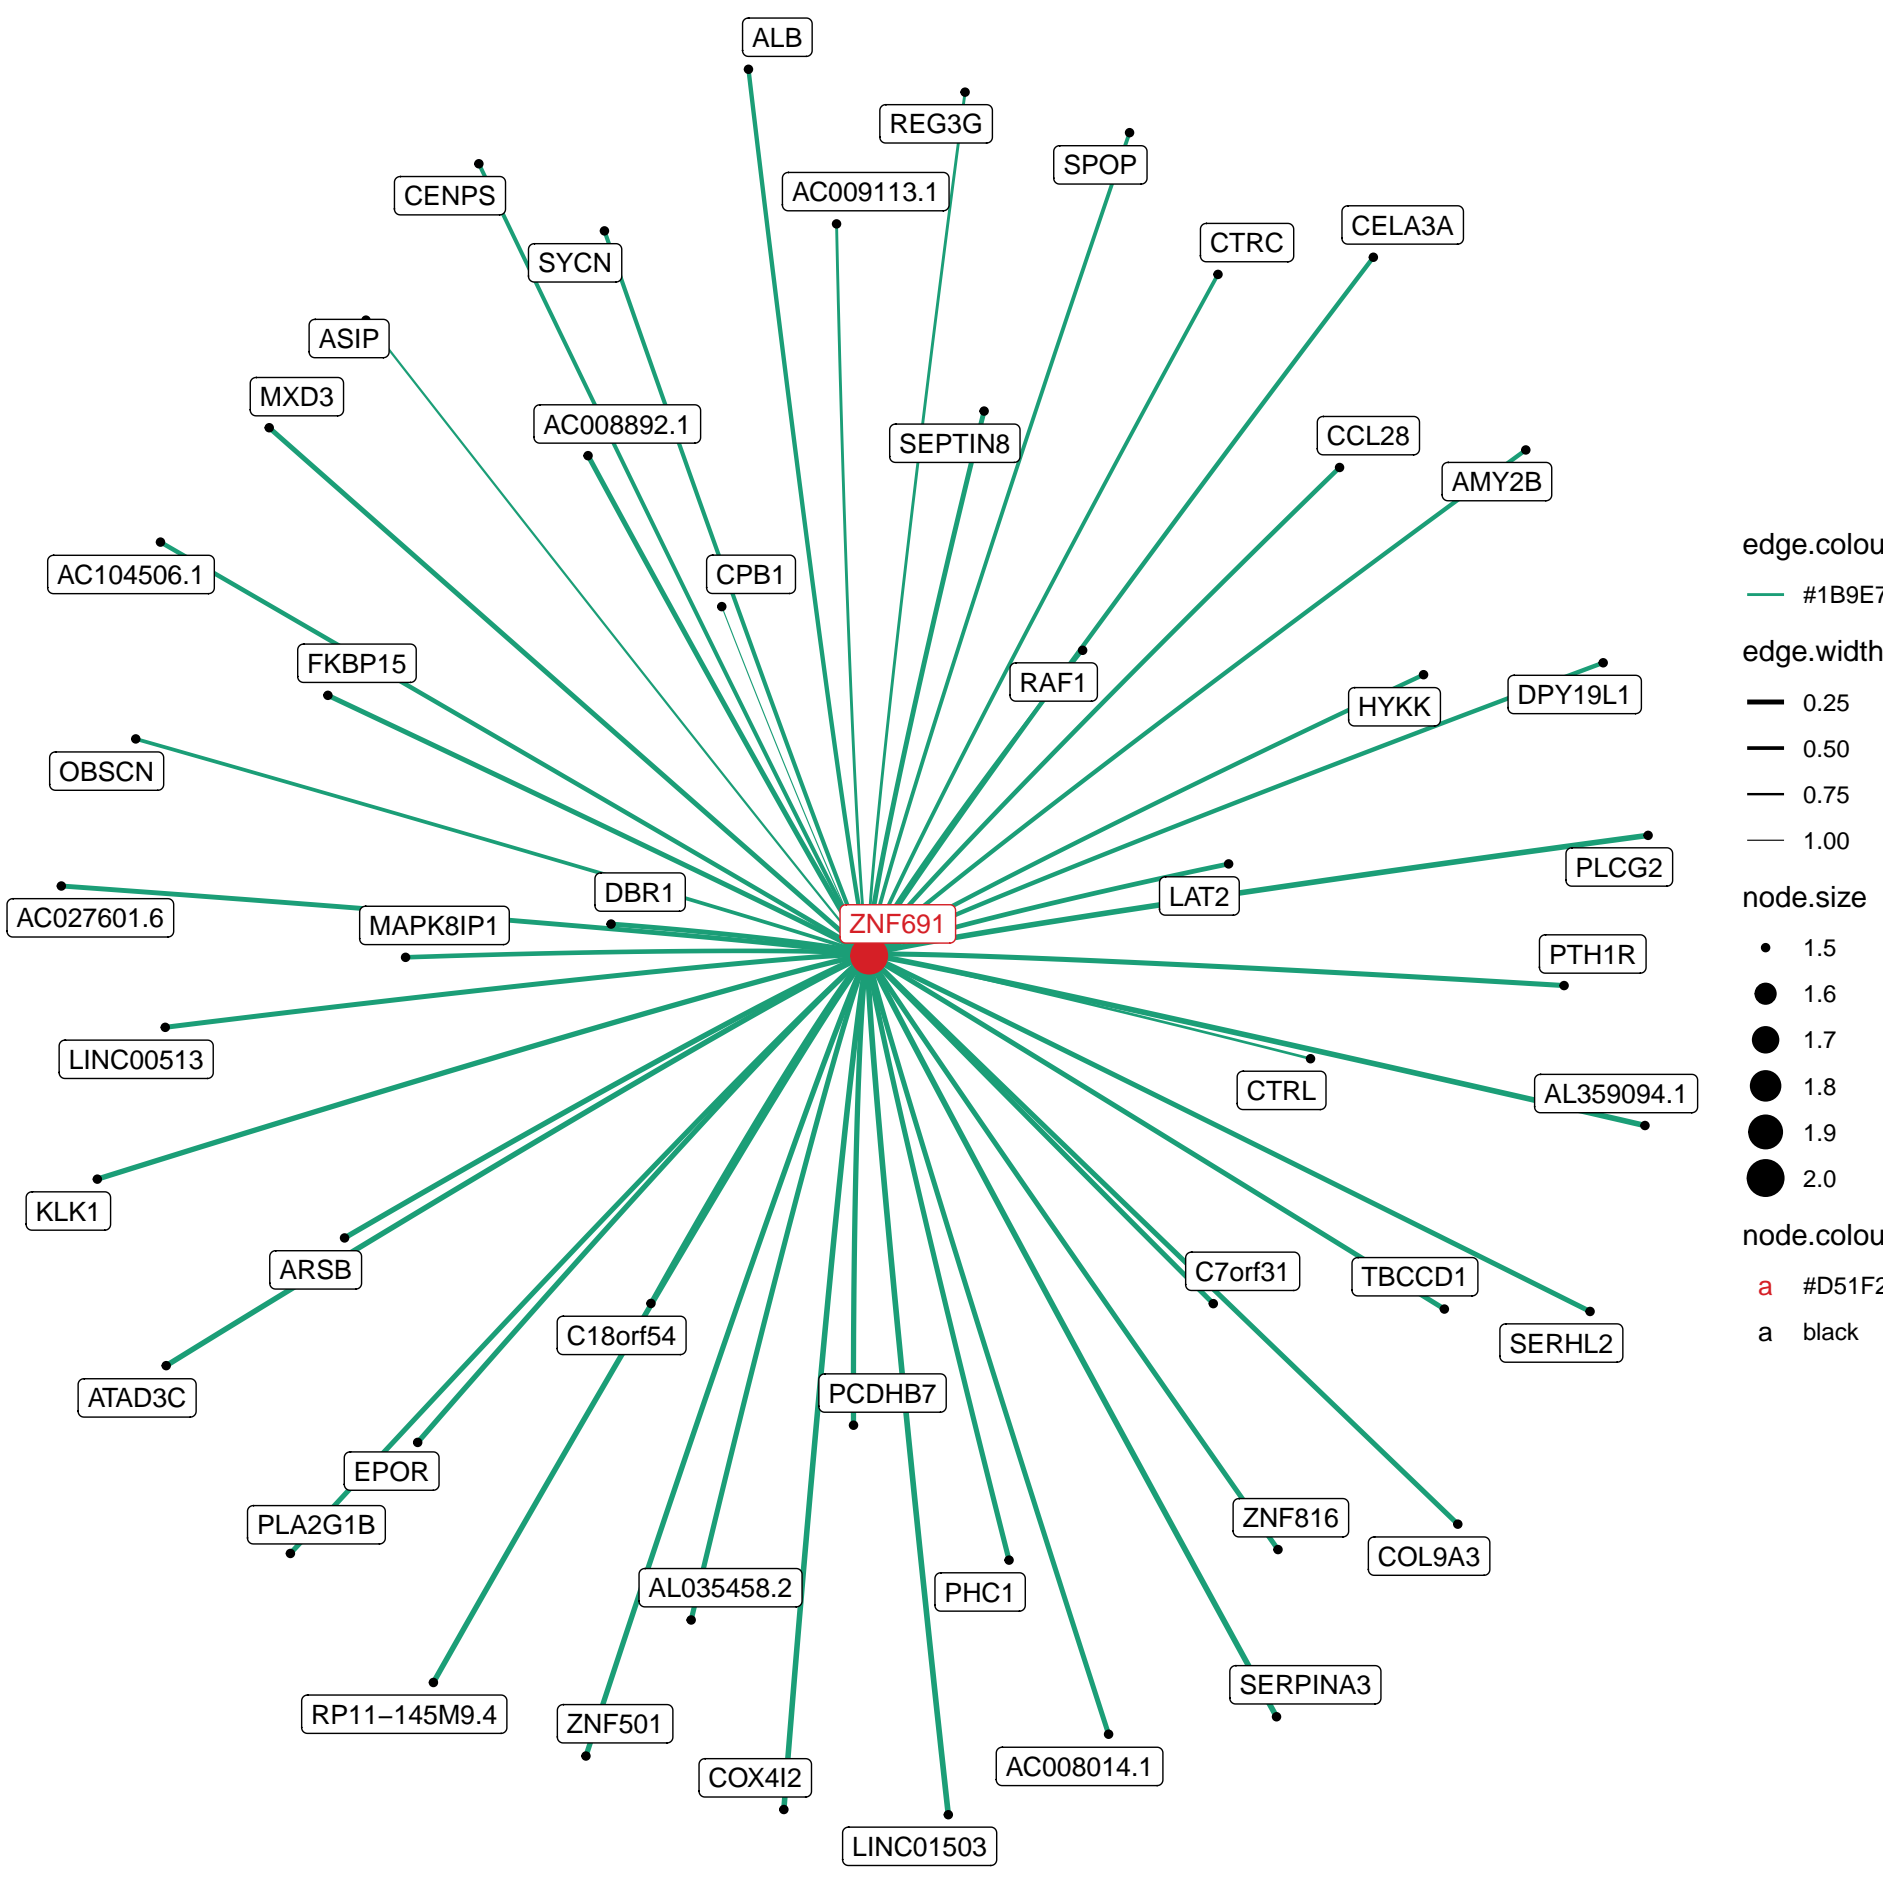 ALB
REG3G
SPOP
AC009113.1
CENPS
CELA3A
CTRC
SYCN
ASIP
MXD3
AC008892.1
CCL28
SEPTIN8
AMY2B
edge.colou
CPB1
AC104506.1
#1B9E7
FKBP15
edge.width
RAF1
DPY19L1
0.25
HYKK
0.50
OBSCN
0.75
1.00
PLCG2
DBR1
LAT2
node.size
AC027601.6
MAPK8IP1
ZNF691
1.5
PTH1R
1.6
1.7
LINC00513
1.8
CTRL
AL359094.1
1.9
2.0
KLK1
node.colou
ARSB
C7orf31
TBCCD1
a #D51F2
a black
C18orf54
SERHL2
PCDHB7
ATAD3C
EPOR
ZNF816
PLA2G1B
COL9A3
AL035458.2
PHC1
SERPINA3
RP11−145M9.4
ZNF501
AC008014.1
COX4I2
LINC01503